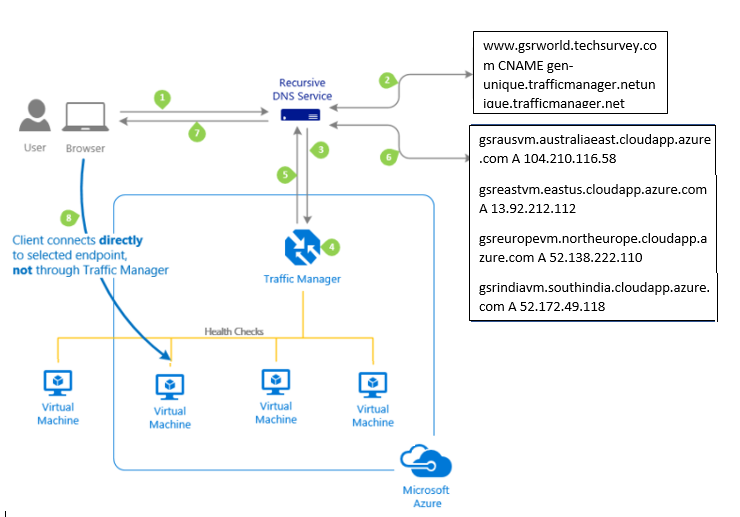 www.gsrworld.techsurvey.co
m CNAME gen-
unique.trafficmanager.netun
ique.trafficmanager.net
Recursive
DNS Service
1
2
7
3
6
5
User
Browser
gsrausvm.australiaeast.cloudapp.azure
.com A 104.210.116.58
gsreastvm.eastus.cloudapp.azure.com
A 13.92.212.112
gsreuropevm.northeurope.cloudapp.a
zure.com A 52.138.222.110
gsrindiavm.southindia.cloudapp.azure.
com A 52.172.49.118
8
Client connects directly
to selected endpoint,
not through Traffic Manager
4
Traffic Manager
Health Checks
Virtual
Machine
Virtual
Machine
Virtual
Machine
Virtual
Machine
Microsoft
Azure